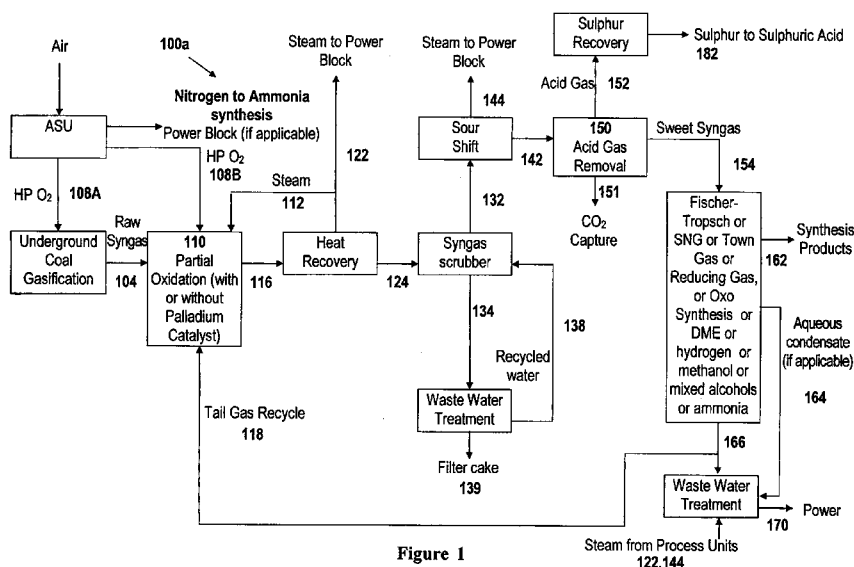 Air
100a
Nitrogen to Ammonia
synthesis
Power Block (if applicable)
ASU
HP O₂
108A
HP O₂
108B
Steam
112
Underground
Coal
Gasification
Raw
Syngas
104
110
Partial
Oxidation (with
or without
Palladium
Catalyst)
116
Steam to Power
Block
122
Heat
Recovery
124
Steam to Power
Block
144
Sour
Shift
132
142
Syngas
scrubber
134
138
Recycled
water
Waste Water
Treatment
Filter cake
139
Tail Gas Recycle
118
Sulphur
Recovery
Sulphur to Sulphuric Acid
182
Acid Gas
152
150
Acid Gas
Removal
151
CO₂
Capture
Sweet Syngas
154
Fischer-
Tropsch or
SNG or Town
Gas or
Reducing Gas,
or Oxo
Synthesis or
DME or
hydrogen or
methanol or
mixed alcohols
or ammonia
Synthesis
Products
162
Aqueous
condensate
(if applicable)
164
166
Waste Water
Treatment
Power
170
Steam from Process Units
122,144
Figure 1